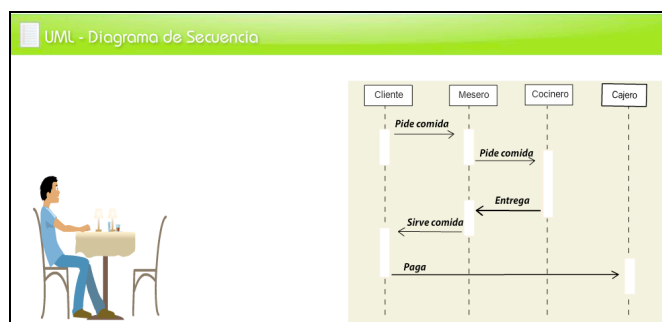 UML - Diagrama de Secuencia
Cliente
Mesero
Cocinero
Cajero
Pide comida
Pide comida
Entrega
Sirve comida
Paga